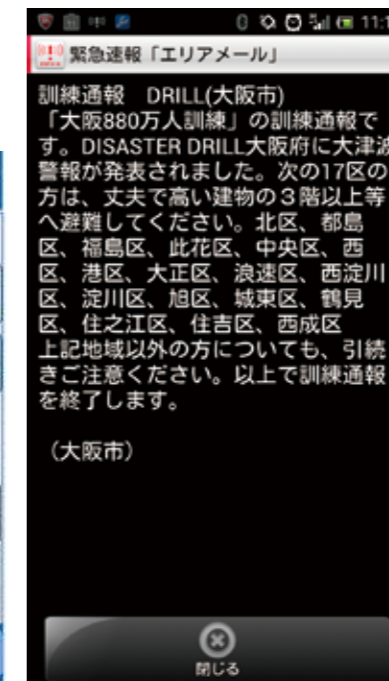 11:1
緊急速報「エリアメール」
訓練通報　DRILL(大阪市)
「大阪880万人訓練」の訓練通報で
す。DISASTER DRILL大阪府に大津波
警報が発表されました。次の17区の
方は、丈夫で高い建物の３階以上等
へ避難してください。北区、都島
区、福島区、此花区、中央区、西
区、港区、大正区、浪速区、西淀川
区、淀川区、旭区、城東区、鶴見
区、住之江区、住吉区、西成区
上記地域以外の方についても、引続
きご注意ください。以上で訓練通報
を終了します。
（大阪市）
閉じる